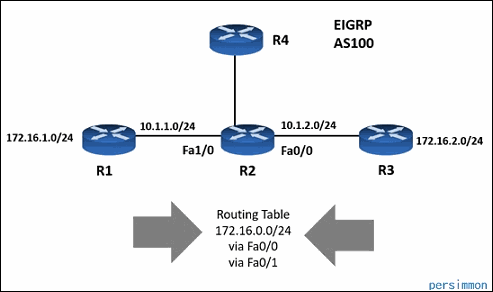 EIGRP
AS100
R4
172.16.1.0/24
10.1.1.0/24
10.1.2.0/24
172.16.2.0/24
Fa1/0
Fa0/0
R1
R2
R3
Routing Table
172.16.0.0/24
via Fa0/0
via Fa0/1
persimmon